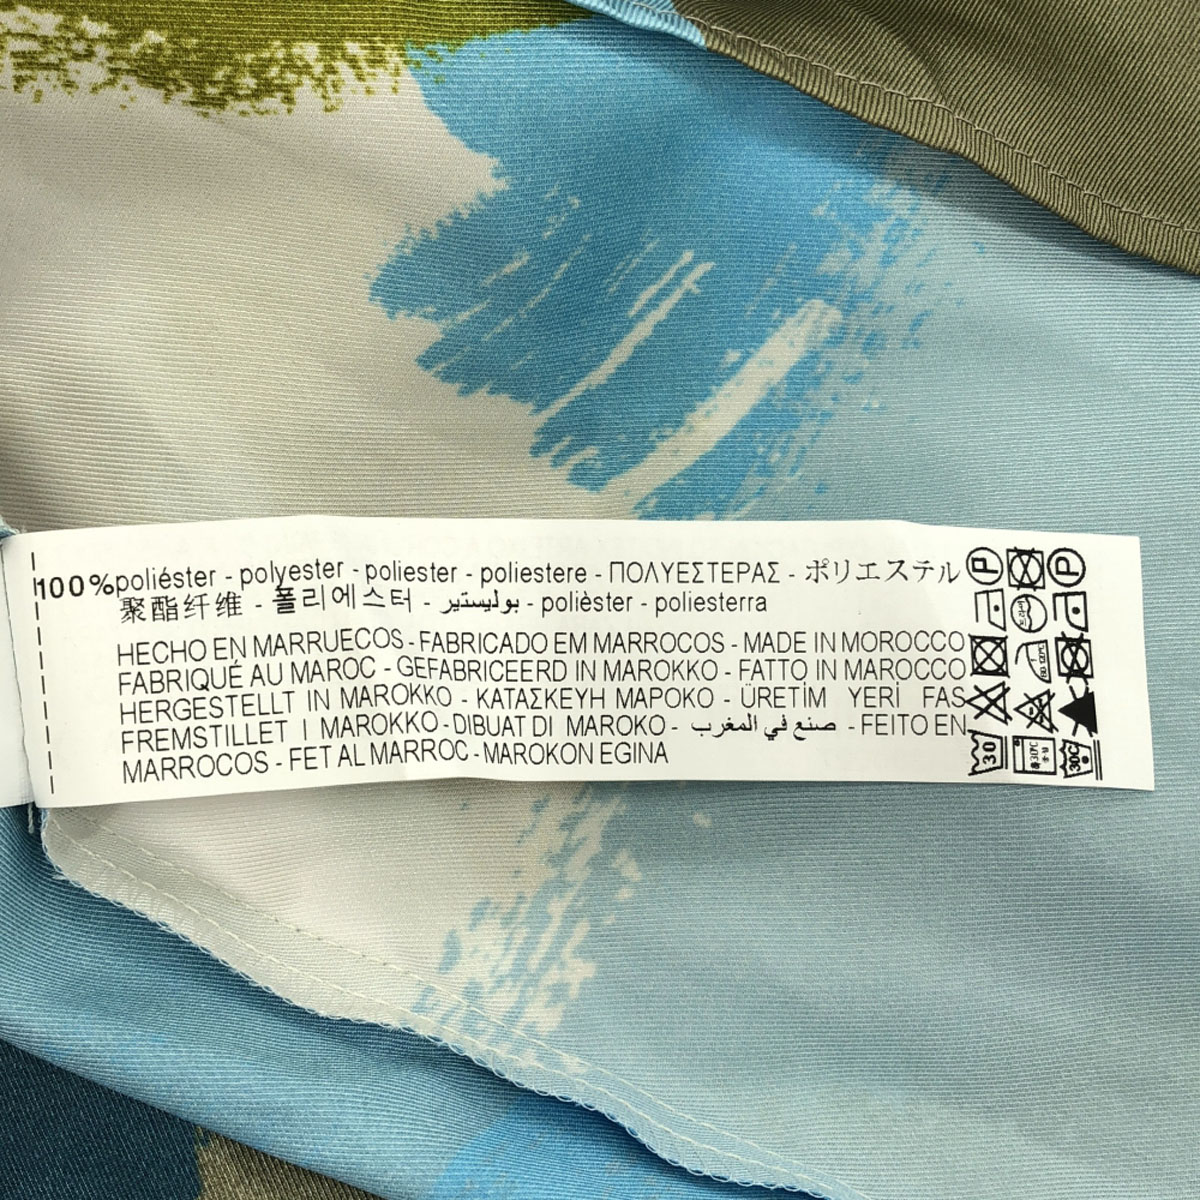 100%poliéster - polyester - poliester - poliestere - ΠΟΛΥΕΣΤΕΡΑΣ - ポリエステル
聚酯纤维 - 폴리에스터 - بوليستير - polièster - poliesterra
HECHO EN MARRUECOS - FABRICADO EM MARROCOS - MADE IN MOROCCO
FABRIQUÉ AU MAROC - GEFABRICEERD IN MAROKKO - FATTO IN MAROCCO
HERGESTELLT IN MAROKKO - ΚΑΤΑΣΚΕΥΗ ΜΑΡΟΚΟ - ÜRETİM YERİ FAS
FREMSTILLET I MAROKKO - DIBUAT DI MAROKO - صنع في المغرب - FEITO EN
MARROCOS - FET AL MARROC - MAROKON EGINA
P P
30 30C